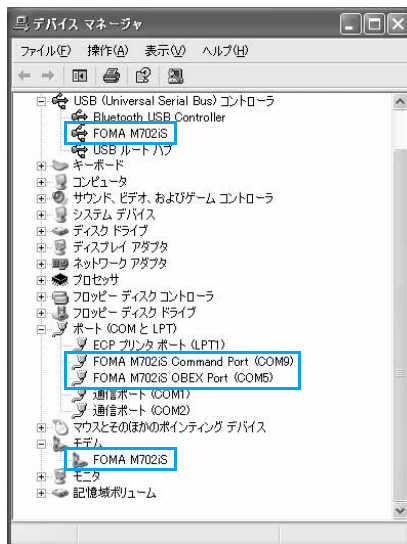 デバイス マネージャ
ファイル(F) 操作(A) 表示(V) ヘルプ(H)
USB (Universal Serial Bus) コントローラ
Bluetooth USB Controller
FOMA M702iS
USB ルート ハブ
キーボード
コンピュータ
サウンド、ビデオ、およびゲーム コントローラ
システム デバイス
ディスク ドライブ
ディスプレイ アダプタ
ネットワーク アダプタ
プロセッサ
フロッピー ディスク コントローラ
フロッピー ディスク ドライブ
ポート (COM と LPT)
ECP プリンタ ポート (LPT1)
FOMA M702iS Command Port (COM9)
FOMA M702iS OBEX Port (COM5)
通信ポート (COM1)
通信ポート (COM2)
マウスとそのほかのポインティング デバイス
モデム
FOMA M702iS
モニタ
記憶域ボリューム